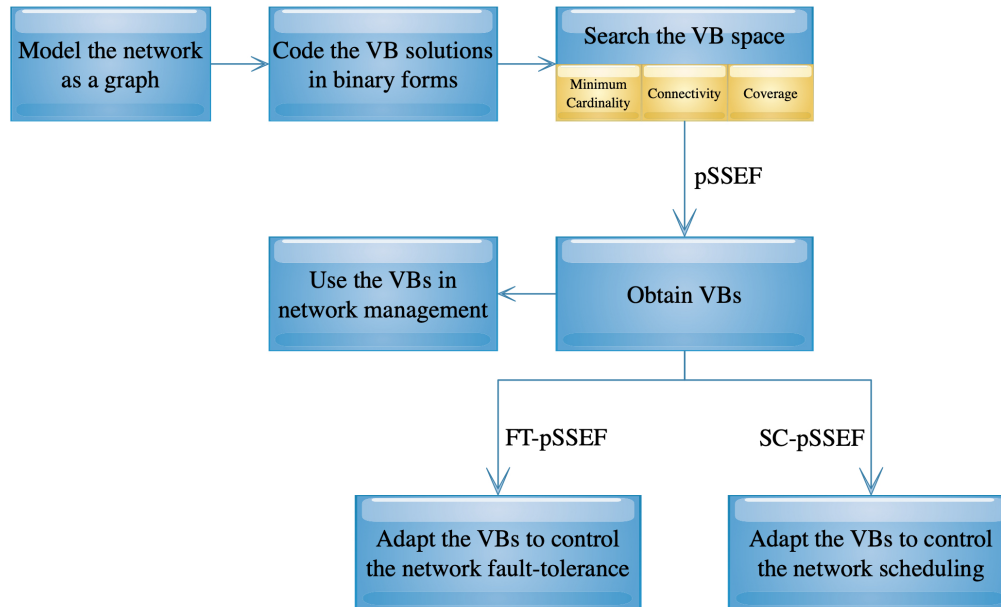 Model the network
as a graph
Code the VB solutions
in binary forms
Search the VB space
Minimum
Cardinality
Connectivity
Coverage
pSSEF
Use the VBs in
network management
Obtain VBs
FT-pSSEF
SC-pSSEF
Adapt the VBs to control
the network fault-tolerance
Adapt the VBs to control
the network scheduling